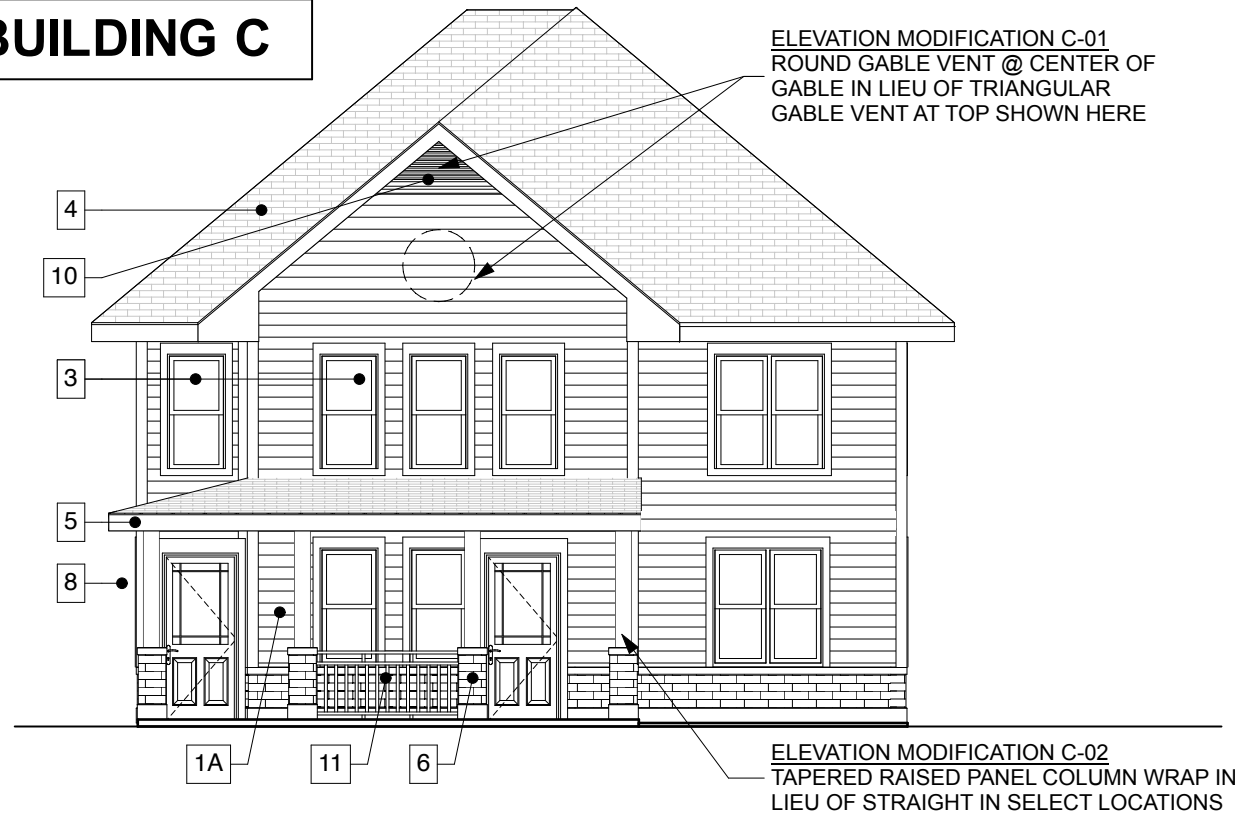 BUILDING C
ELEVATION MODIFICATION C-01
ROUND GABLE VENT @ CENTER OF
GABLE IN LIEU OF TRIANGULAR
GABLE VENT AT TOP SHOWN HERE
4
10
3
5
8
1A
11
6
ELEVATION MODIFICATION C-02
TAPERED RAISED PANEL COLUMN WRAP IN
LIEU OF STRAIGHT IN SELECT LOCATIONS